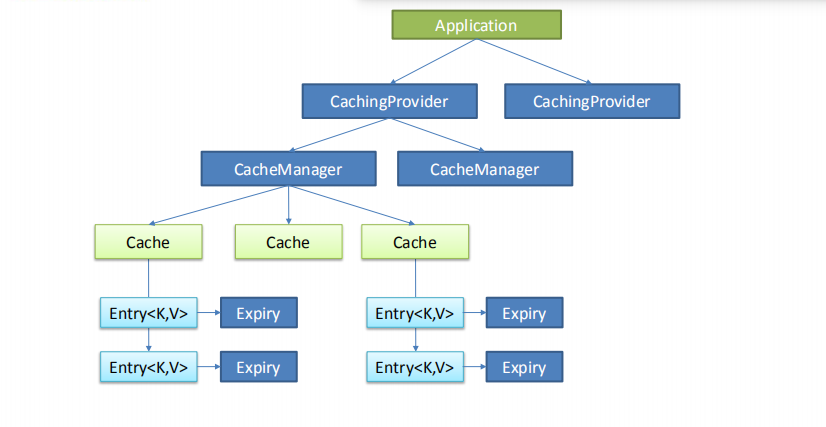 Application
CachingProvider
CachingProvider
CacheManager
CacheManager
Cache
Cache
Cache
Entry<K,V>
Expiry
Entry<K,V>
Expiry
Entry<K,V>
Expiry
Entry<K,V>
Expiry